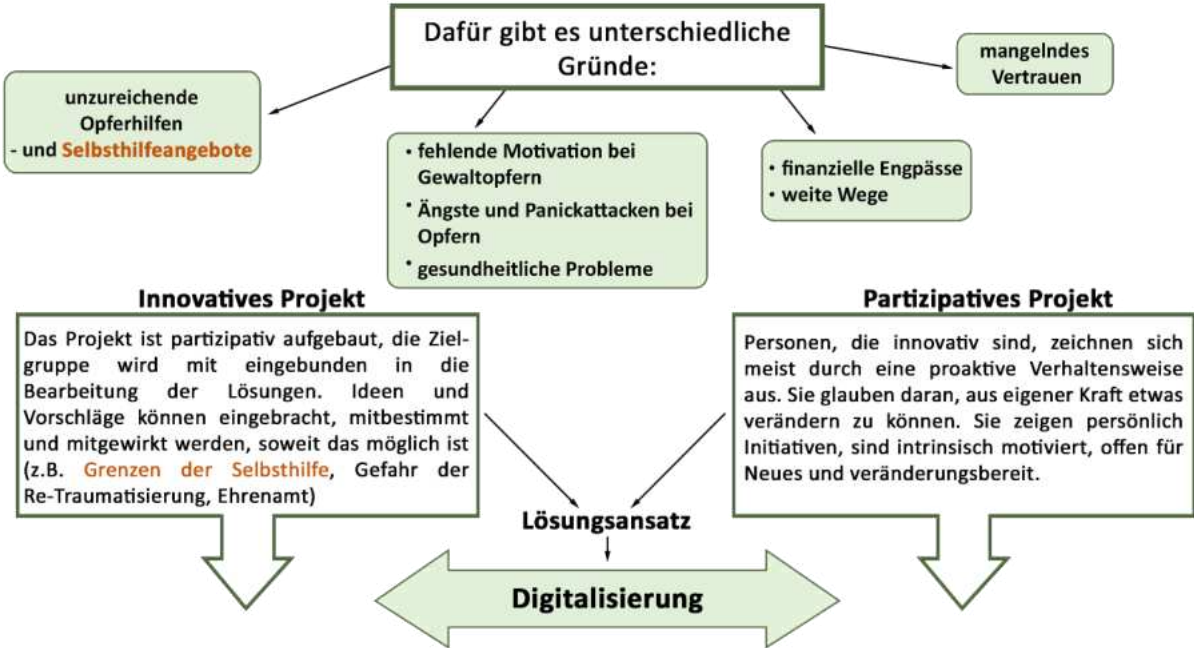 Dafür gibt es unterschiedliche
Gründe:
mangelndes
Vertrauen
unzureichende
Opferhilfen
- und Selbsthilfeangebote
• fehlende Motivation bei
Gewaltopfern
• Ängste und Panickattacken bei
Opfern
• gesundheitliche Probleme
• finanzielle Engpässe
• weite Wege
Innovatives Projekt
Das Projekt ist partizipativ aufgebaut, die Ziel-
gruppe wird mit eingebunden in die
Bearbeitung der Lösungen. Ideen und
Vorschläge können eingebracht, mitbestimmt
und mitgewirkt werden, soweit das möglich ist
(z.B. Grenzen der Selbsthilfe, Gefahr der
Re-Traumatisierung, Ehrenamt)
Partizipatives Projekt
Personen, die innovativ sind, zeichnen sich
meist durch eine proaktive Verhaltensweise
aus. Sie glauben daran, aus eigener Kraft etwas
verändern zu können. Sie zeigen persönlich
Initiativen, sind intrinsisch motiviert, offen für
Neues und veränderungsbereit.
Lösungsansatz
Digitalisierung